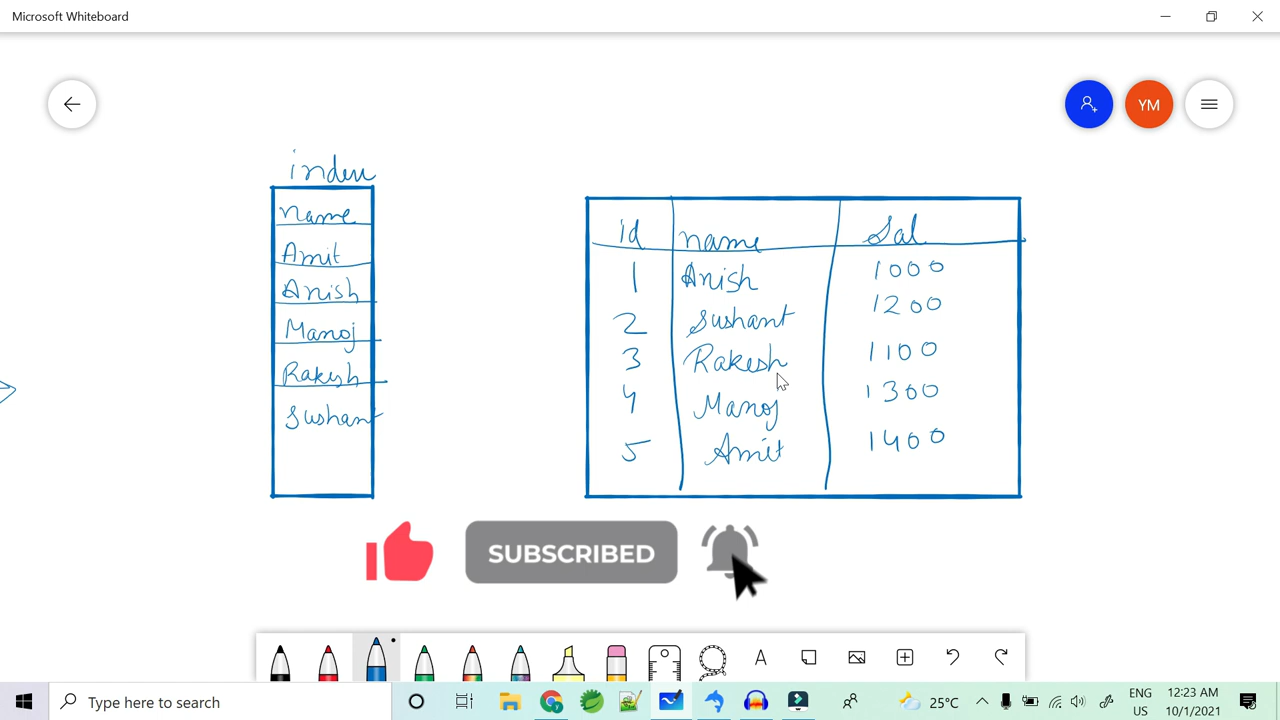 Microsoft Whiteboard
YM
index
name
Amit
Anish
Manoj
Rakesh
Sushant
id name Sal
1 Anish 1000
2 Sushant 1200
3 Rakesh 1100
4 Manoj 1300
5 Amit 1400
SUBSCRIBED
A
Type here to search
25°C
ENG
US
12:23 AM
10/1/2021